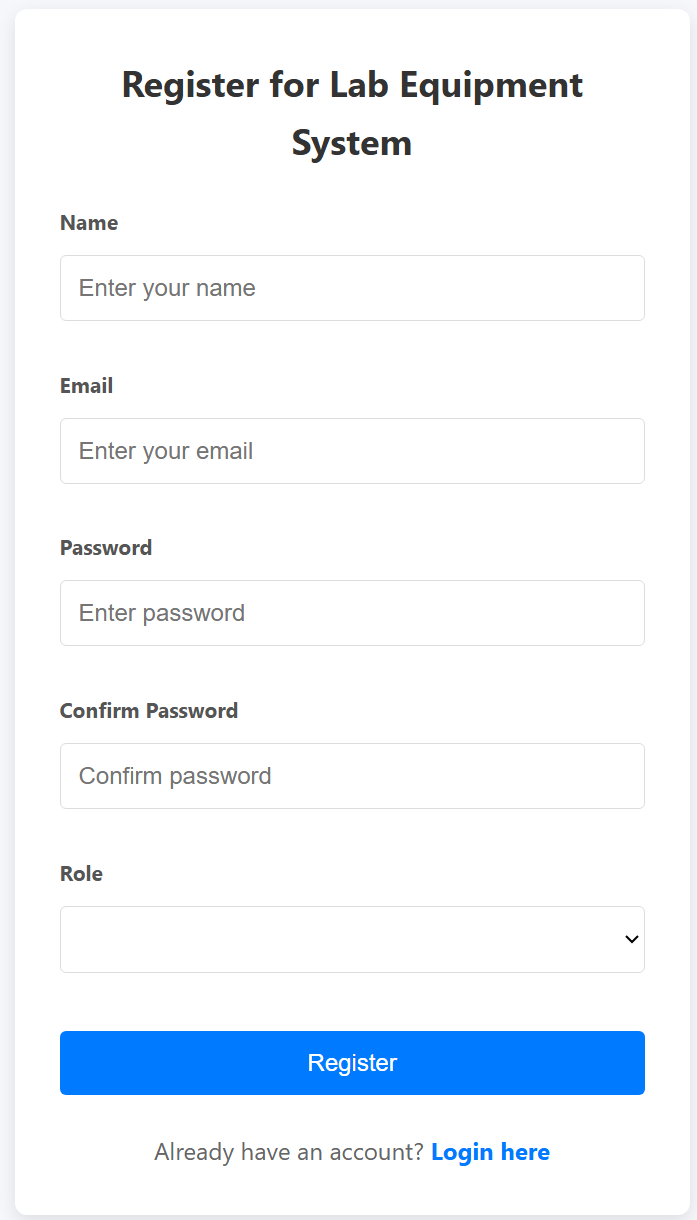 Register for Lab Equipment
System
Name
Enter your name
Email
Enter your email
Password
Enter password
Confirm Password
Confirm password
Role
Register
Already have an account? Login here